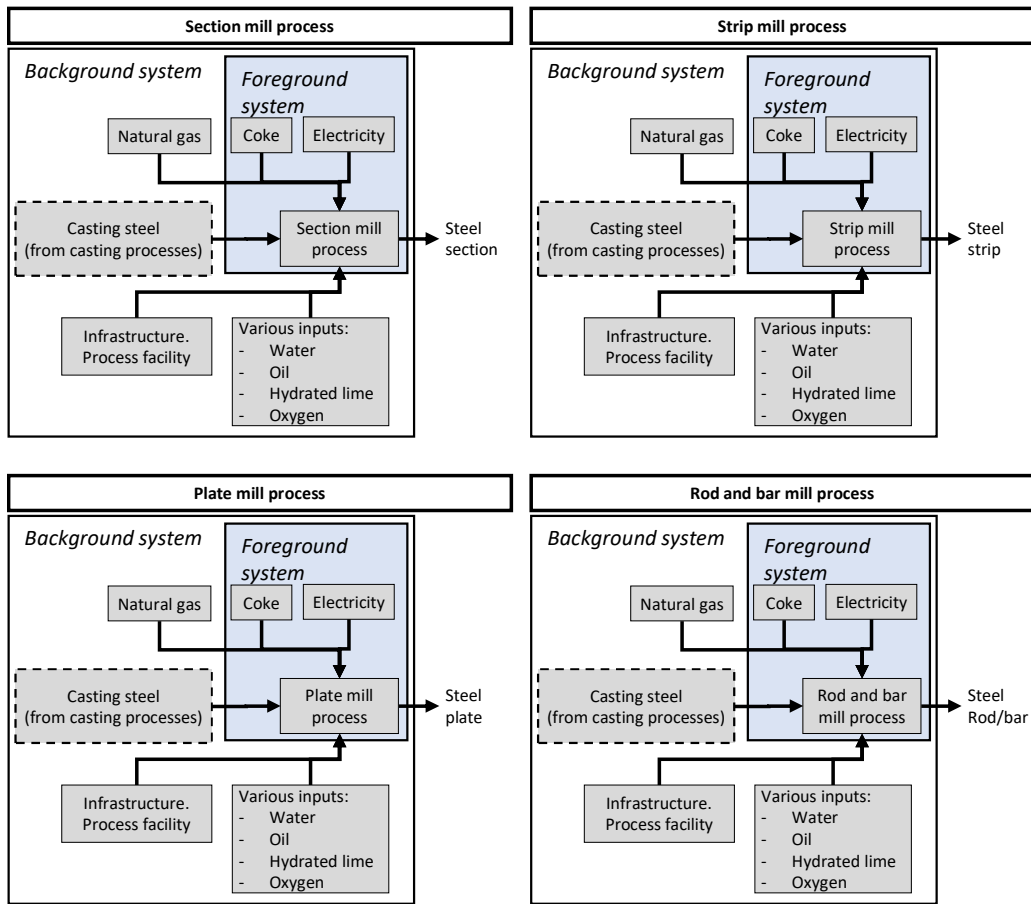 Section mill process
Background system
Foreground
system
Natural gas
Coke
Electricity
Casting steel
(from casting processes)
Section mill
process
Steel
section
Infrastructure.
Process facility
Various inputs:
- Water
- Oil
- Hydrated lime
- Oxygen
Strip mill process
Background system
Foreground
system
Natural gas
Coke
Electricity
Casting steel
(from casting processes)
Strip mill
process
Steel
strip
Infrastructure.
Process facility
Various inputs:
- Water
- Oil
- Hydrated lime
- Oxygen
Plate mill process
Background system
Foreground
system
Natural gas
Coke
Electricity
Casting steel
(from casting processes)
Plate mill
process
Steel
plate
Infrastructure.
Process facility
Various inputs:
- Water
- Oil
- Hydrated lime
- Oxygen
Rod and bar mill process
Background system
Foreground
system
Natural gas
Coke
Electricity
Casting steel
(from casting processes)
Rod and bar
mill process
Steel
Rod/bar
Infrastructure.
Process facility
Various inputs:
- Water
- Oil
- Hydrated lime
- Oxygen